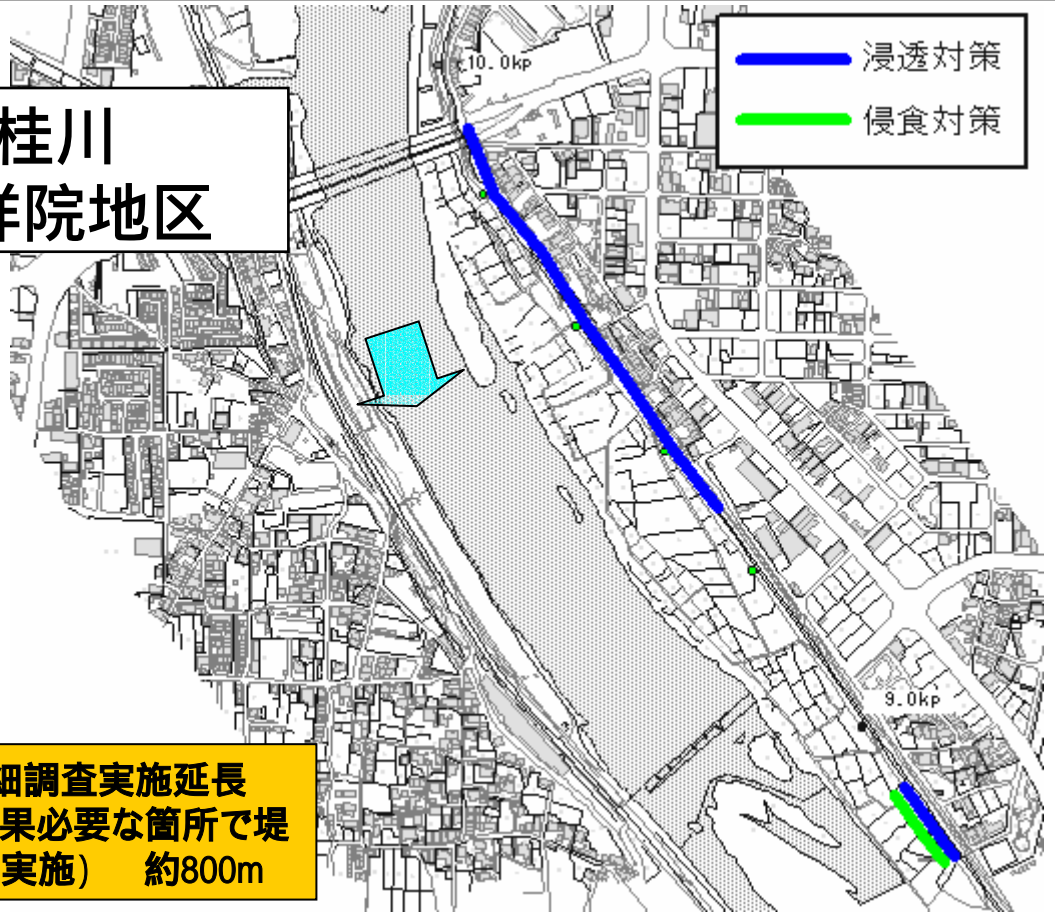 10.0kp
浸透対策
侵食対策
桂川
羊院地区
9.0kp
細調査実施延長
果必要な箇所で堤
実施)　約800m